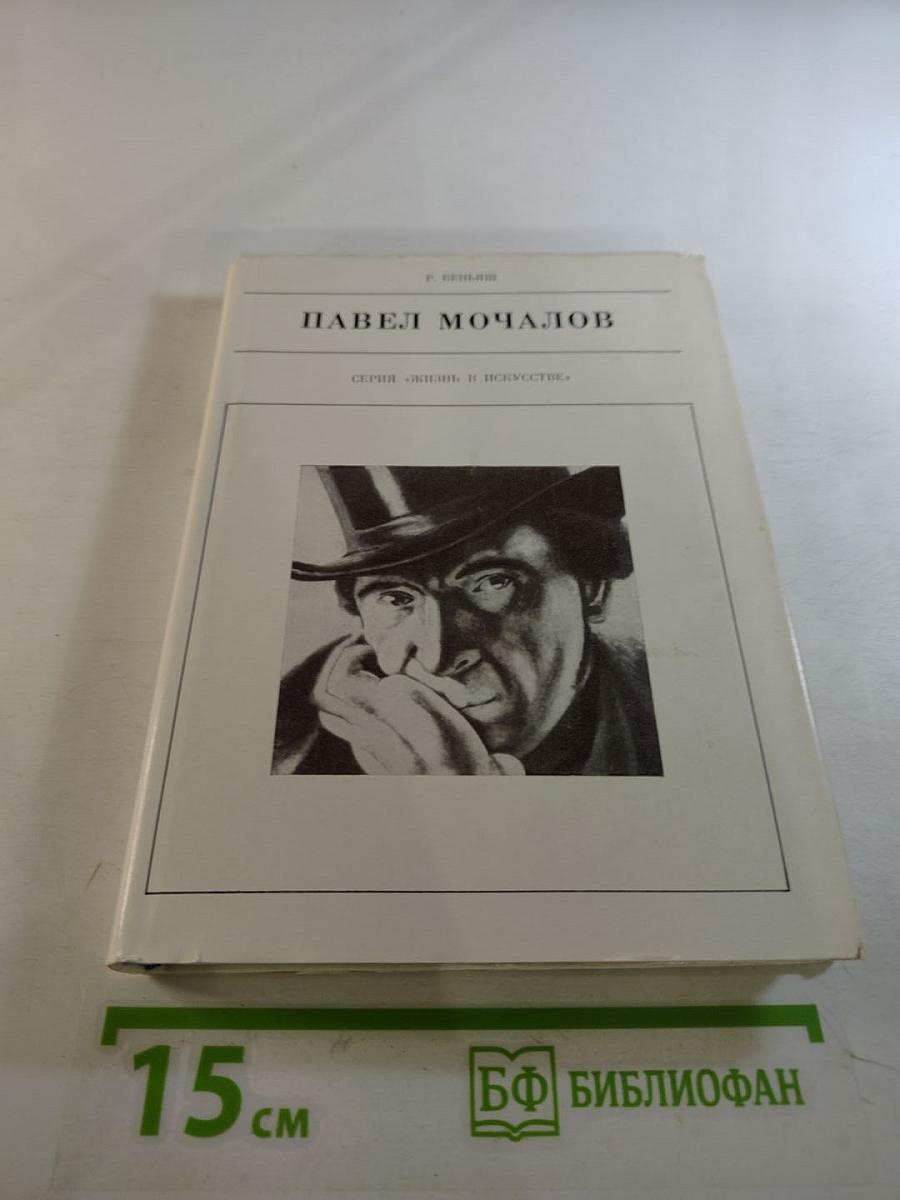 Р. БЕНЬЯШ
ПАВЕЛ МОЧАЛОВ
СЕРИЯ «ЖИЗНЬ В ИСКУССТВЕ»
15 см
БФ БИБЛИОФАН